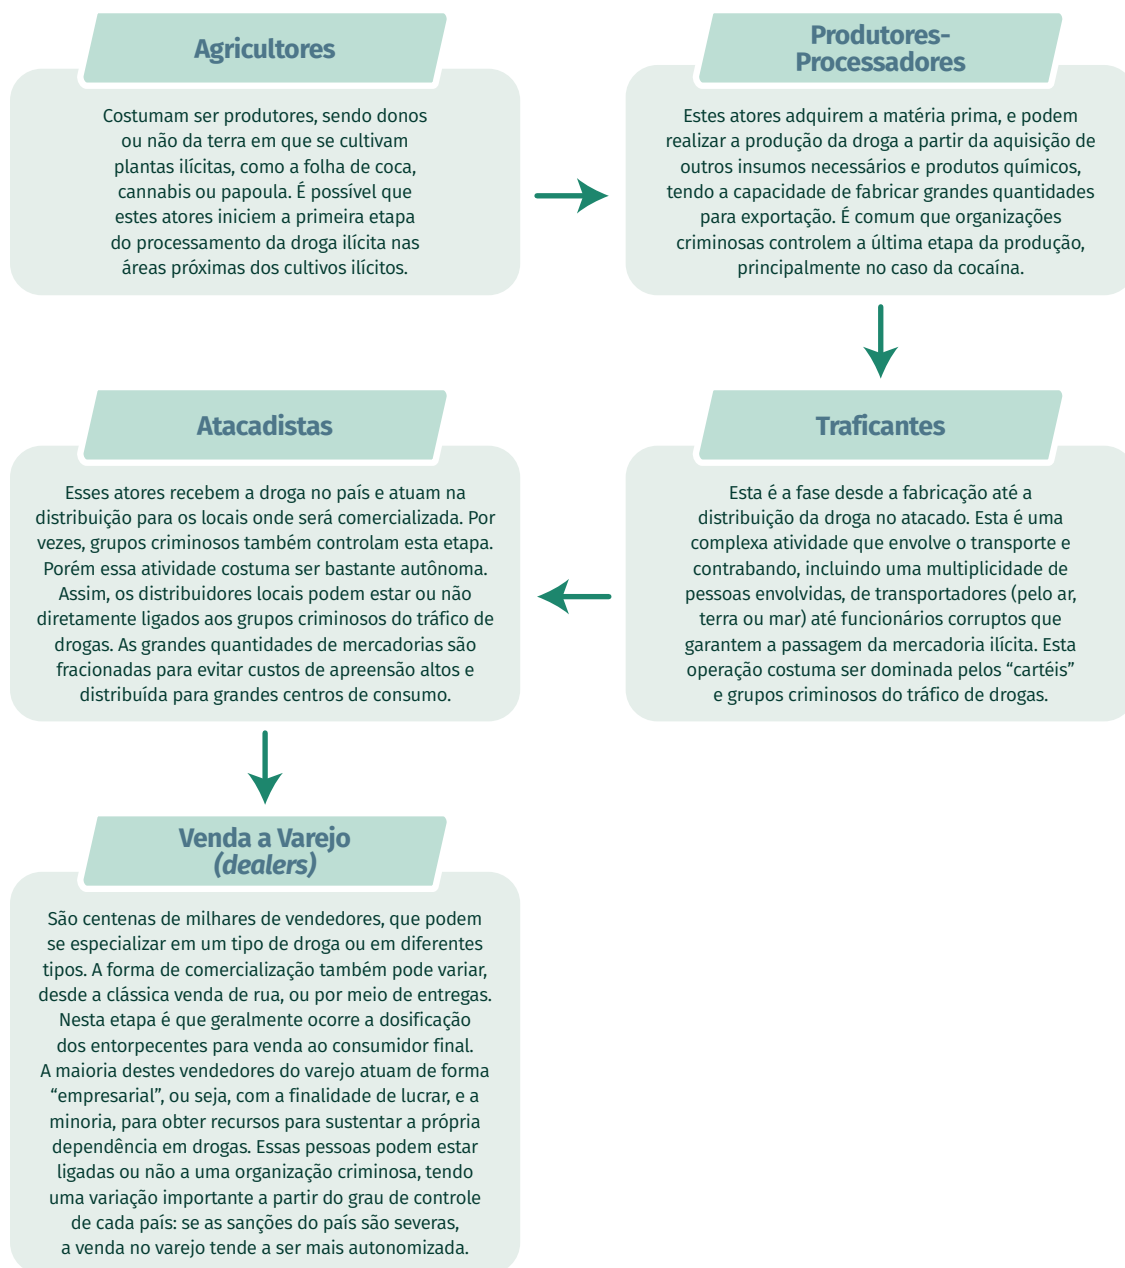 Agricultores
Costumam ser produtores, sendo donos
ou não da terra em que se cultivam
plantas ilícitas, como a folha de coca,
cannabis ou papoula. É possível que
estes atores iniciem a primeira etapa
do processamento da droga ilícita nas
áreas próximas dos cultivos ilícitos.
Produtores-
Processadores
Estes atores adquirem a matéria prima, e podem
realizar a produção da droga a partir da aquisição de
outros insumos necessários e produtos químicos,
tendo a capacidade de fabricar grandes quantidades
para exportação. É comum que organizações
criminosas controlem a última etapa da produção,
principalmente no caso da cocaína.
Traficantes
Esta é a fase desde a fabricação até a
distribuição da droga no atacado. Esta é uma
complexa atividade que envolve o transporte e
contrabando, incluindo uma multiplicidade de
pessoas envolvidas, de transportadores (pelo ar,
terra ou mar) até funcionários corruptos que
garantem a passagem da mercadoria ilícita. Esta
operação costuma ser dominada pelos “cartéis”
e grupos criminosos do tráfico de drogas.
Atacadistas
Esses atores recebem a droga no país e atuam na
distribuição para os locais onde será comercializada. Por
vezes, grupos criminosos também controlam esta etapa.
Porém essa atividade costuma ser bastante autônoma.
Assim, os distribuidores locais podem estar ou não
diretamente ligados aos grupos criminosos do tráfico de
drogas. As grandes quantidades de mercadorias são
fracionadas para evitar custos de apreensão altos e
distribuída para grandes centros de consumo.
Venda a Varejo
(dealers)
São centenas de milhares de vendedores, que podem
se especializar em um tipo de droga ou em diferentes
tipos. A forma de comercialização também pode variar,
desde a clássica venda de rua, ou por meio de entregas.
Nesta etapa é que geralmente ocorre a dosificação
dos entorpecentes para venda ao consumidor final.
A maioria destes vendedores do varejo atuam de forma
“empresarial”, ou seja, com a finalidade de lucrar, e a
minoria, para obter recursos para sustentar a própria
dependência em drogas. Essas pessoas podem estar
ligadas ou não a uma organização criminosa, tendo
uma variação importante a partir do grau de controle
de cada país: se as sanções do país são severas,
a venda no varejo tende a ser mais autonomizada.